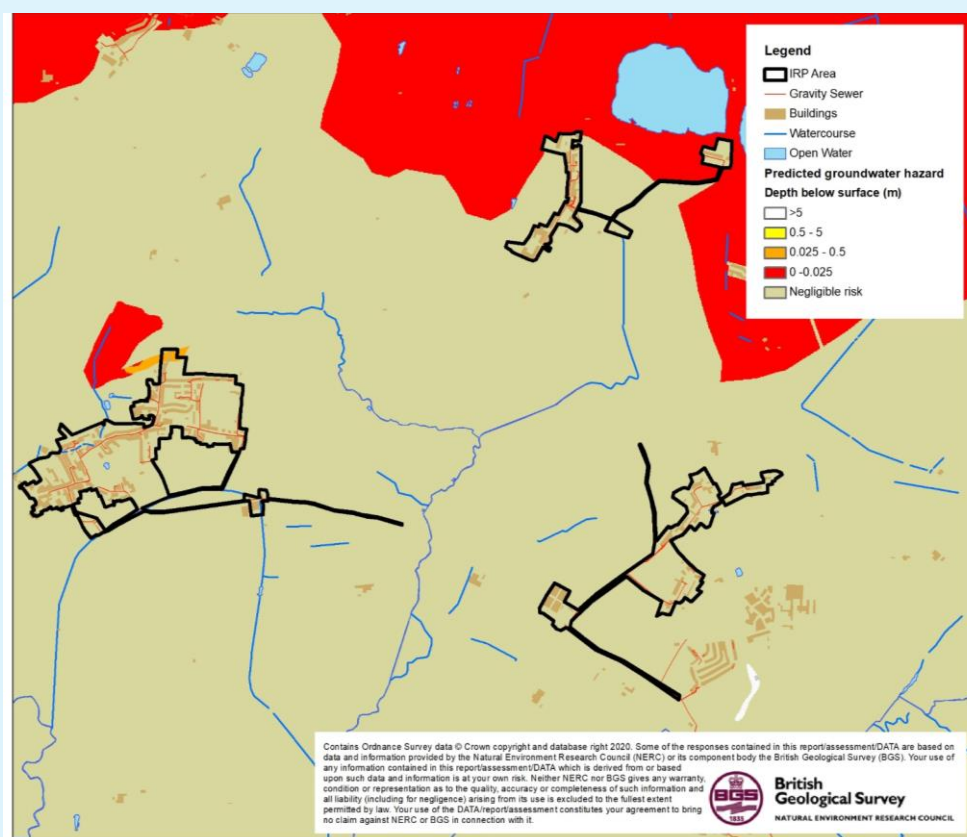 Legend
IRP Area
Gravity Sewer
Buildings
Watercourse
Open Water
Predicted groundwater hazard
Depth below surface (m)
>5
0.5 - 5
0.025 - 0.5
0 -0.025
Negligible risk
Contains Ordnance Survey data © Crown copyright and database right 2020. Some of the responses contained in this report/assessment/DATA are based on
data and information provided by the Natural Environment Research Council (NERC) or its component body the British Geological Survey (BGS). Your use of
any information contained in this report/assessment/DATA which is derived from or based
upon such data and information is at your own risk. Neither NERC nor BGS gives any warranty,
condition or representation as to the quality, accuracy or completeness of such information and
all liability (including for negligence) arising from its use is excluded to the fullest extent
permitted by law. Your use of the DATA/report/assessment constitutes your agreement to bring
no claim against NERC or BGS in connection with it.
BGS
1835
British
Geological Survey
NATURAL ENVIRONMENT RESEARCH COUNCIL